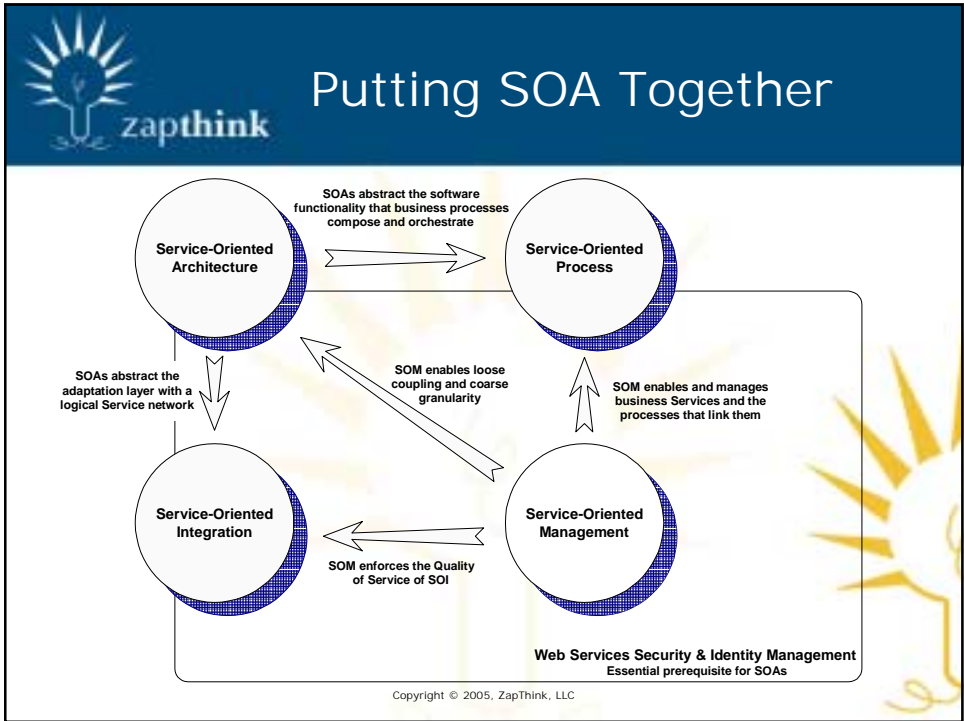 zapthink
Putting SOA Together
SOAs abstract the software
functionality that business processes
compose and orchestrate
Service-Oriented
Architecture
Service-Oriented
Process
SOAs abstract the
adaptation layer with a
logical Service network
SOM enables loose
coupling and coarse
granularity
SOM enables and manages
business Services and the
processes that link them
Service-Oriented
Integration
Service-Oriented
Management
SOM enforces the Quality
of Service of SOI
Web Services Security & Identity Management
Essential prerequisite for SOAs
Copyright © 2005, ZapThink, LLC